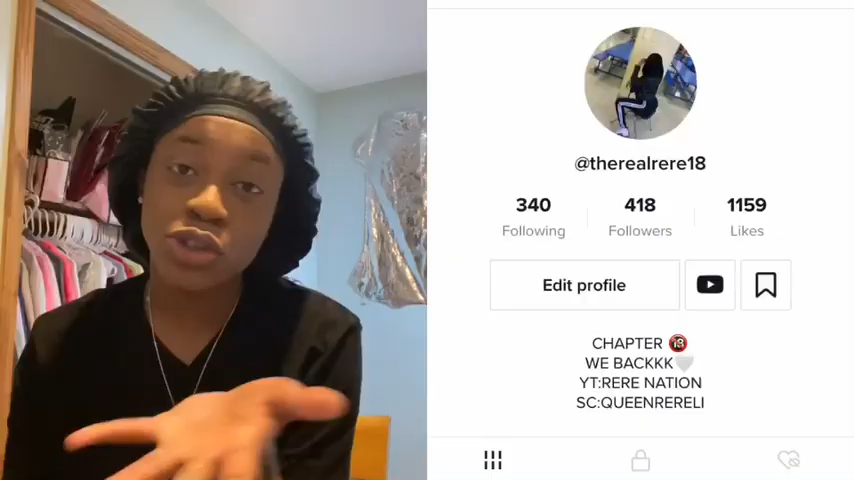 @therealrere18
340 418 1159
Following Followers Likes
Edit profile
CHAPTER 🔞
WE BACKKK🤍
YT:RERE NATION
SC:QUEENRERELI